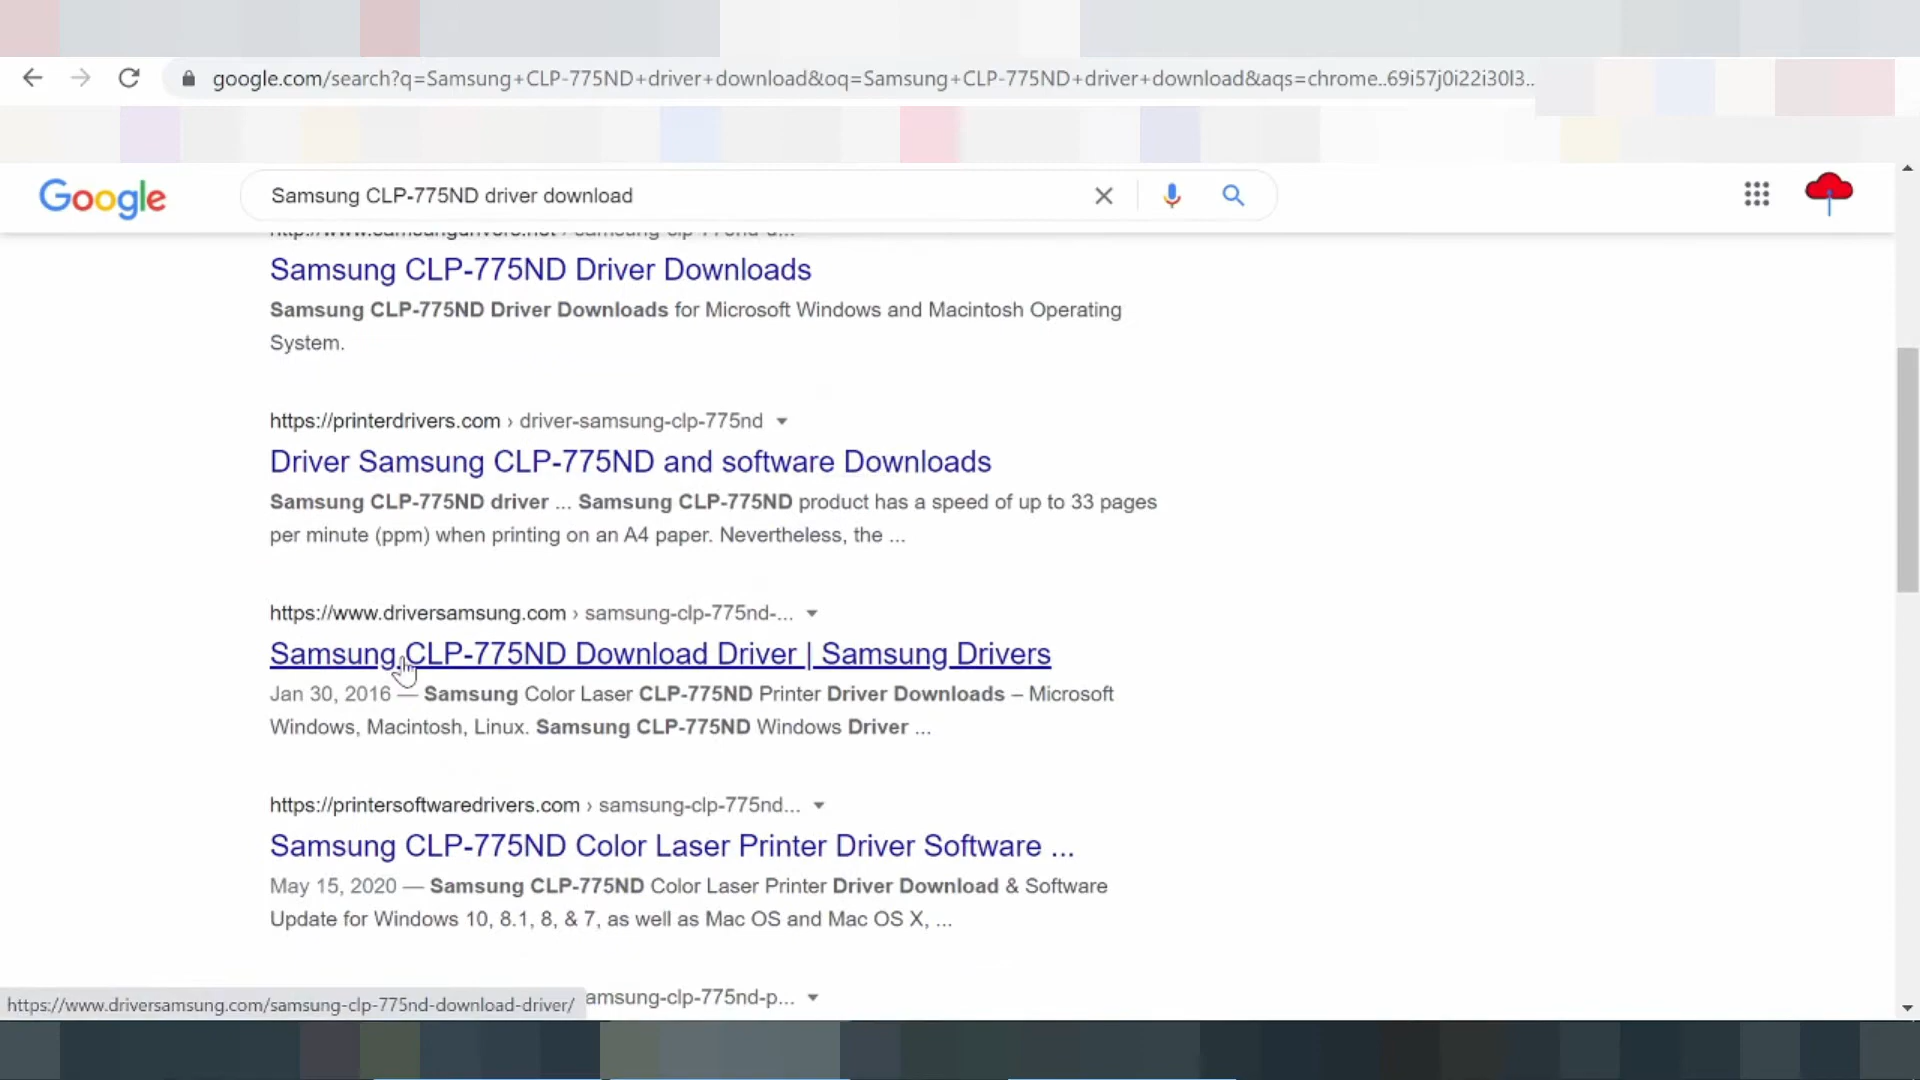 google.com/search?q=Samsung+CLP-775ND+driver+download&oq=Samsung+CLP-775ND+driver+download&aqs=chrome..69i57j0i22i30l3..
Google
Samsung CLP-775ND driver download
Samsung CLP-775ND Driver Downloads
Samsung CLP-775ND Driver Downloads for Microsoft Windows and Macintosh Operating
System.
https://printerdrivers.com › driver-samsung-clp-775nd
Driver Samsung CLP-775ND and software Downloads
Samsung CLP-775ND driver ... Samsung CLP-775ND product has a speed of up to 33 pages
per minute (ppm) when printing on an A4 paper. Nevertheless, the ...
https://www.driversamsung.com › samsung-clp-775nd-...
Samsung CLP-775ND Download Driver | Samsung Drivers
Jan 30, 2016 — Samsung Color Laser CLP-775ND Printer Driver Downloads – Microsoft
Windows, Macintosh, Linux. Samsung CLP-775ND Windows Driver ...
https://printersoftwaredrivers.com › samsung-clp-775nd...
Samsung CLP-775ND Color Laser Printer Driver Software ...
May 15, 2020 — Samsung CLP-775ND Color Laser Printer Driver Download & Software
Update for Windows 10, 8.1, 8, & 7, as well as Mac OS and Mac OS X, ...
https://www.driversamsung.com/samsung-clp-775nd-download-driver/
amsung-clp-775nd-p...